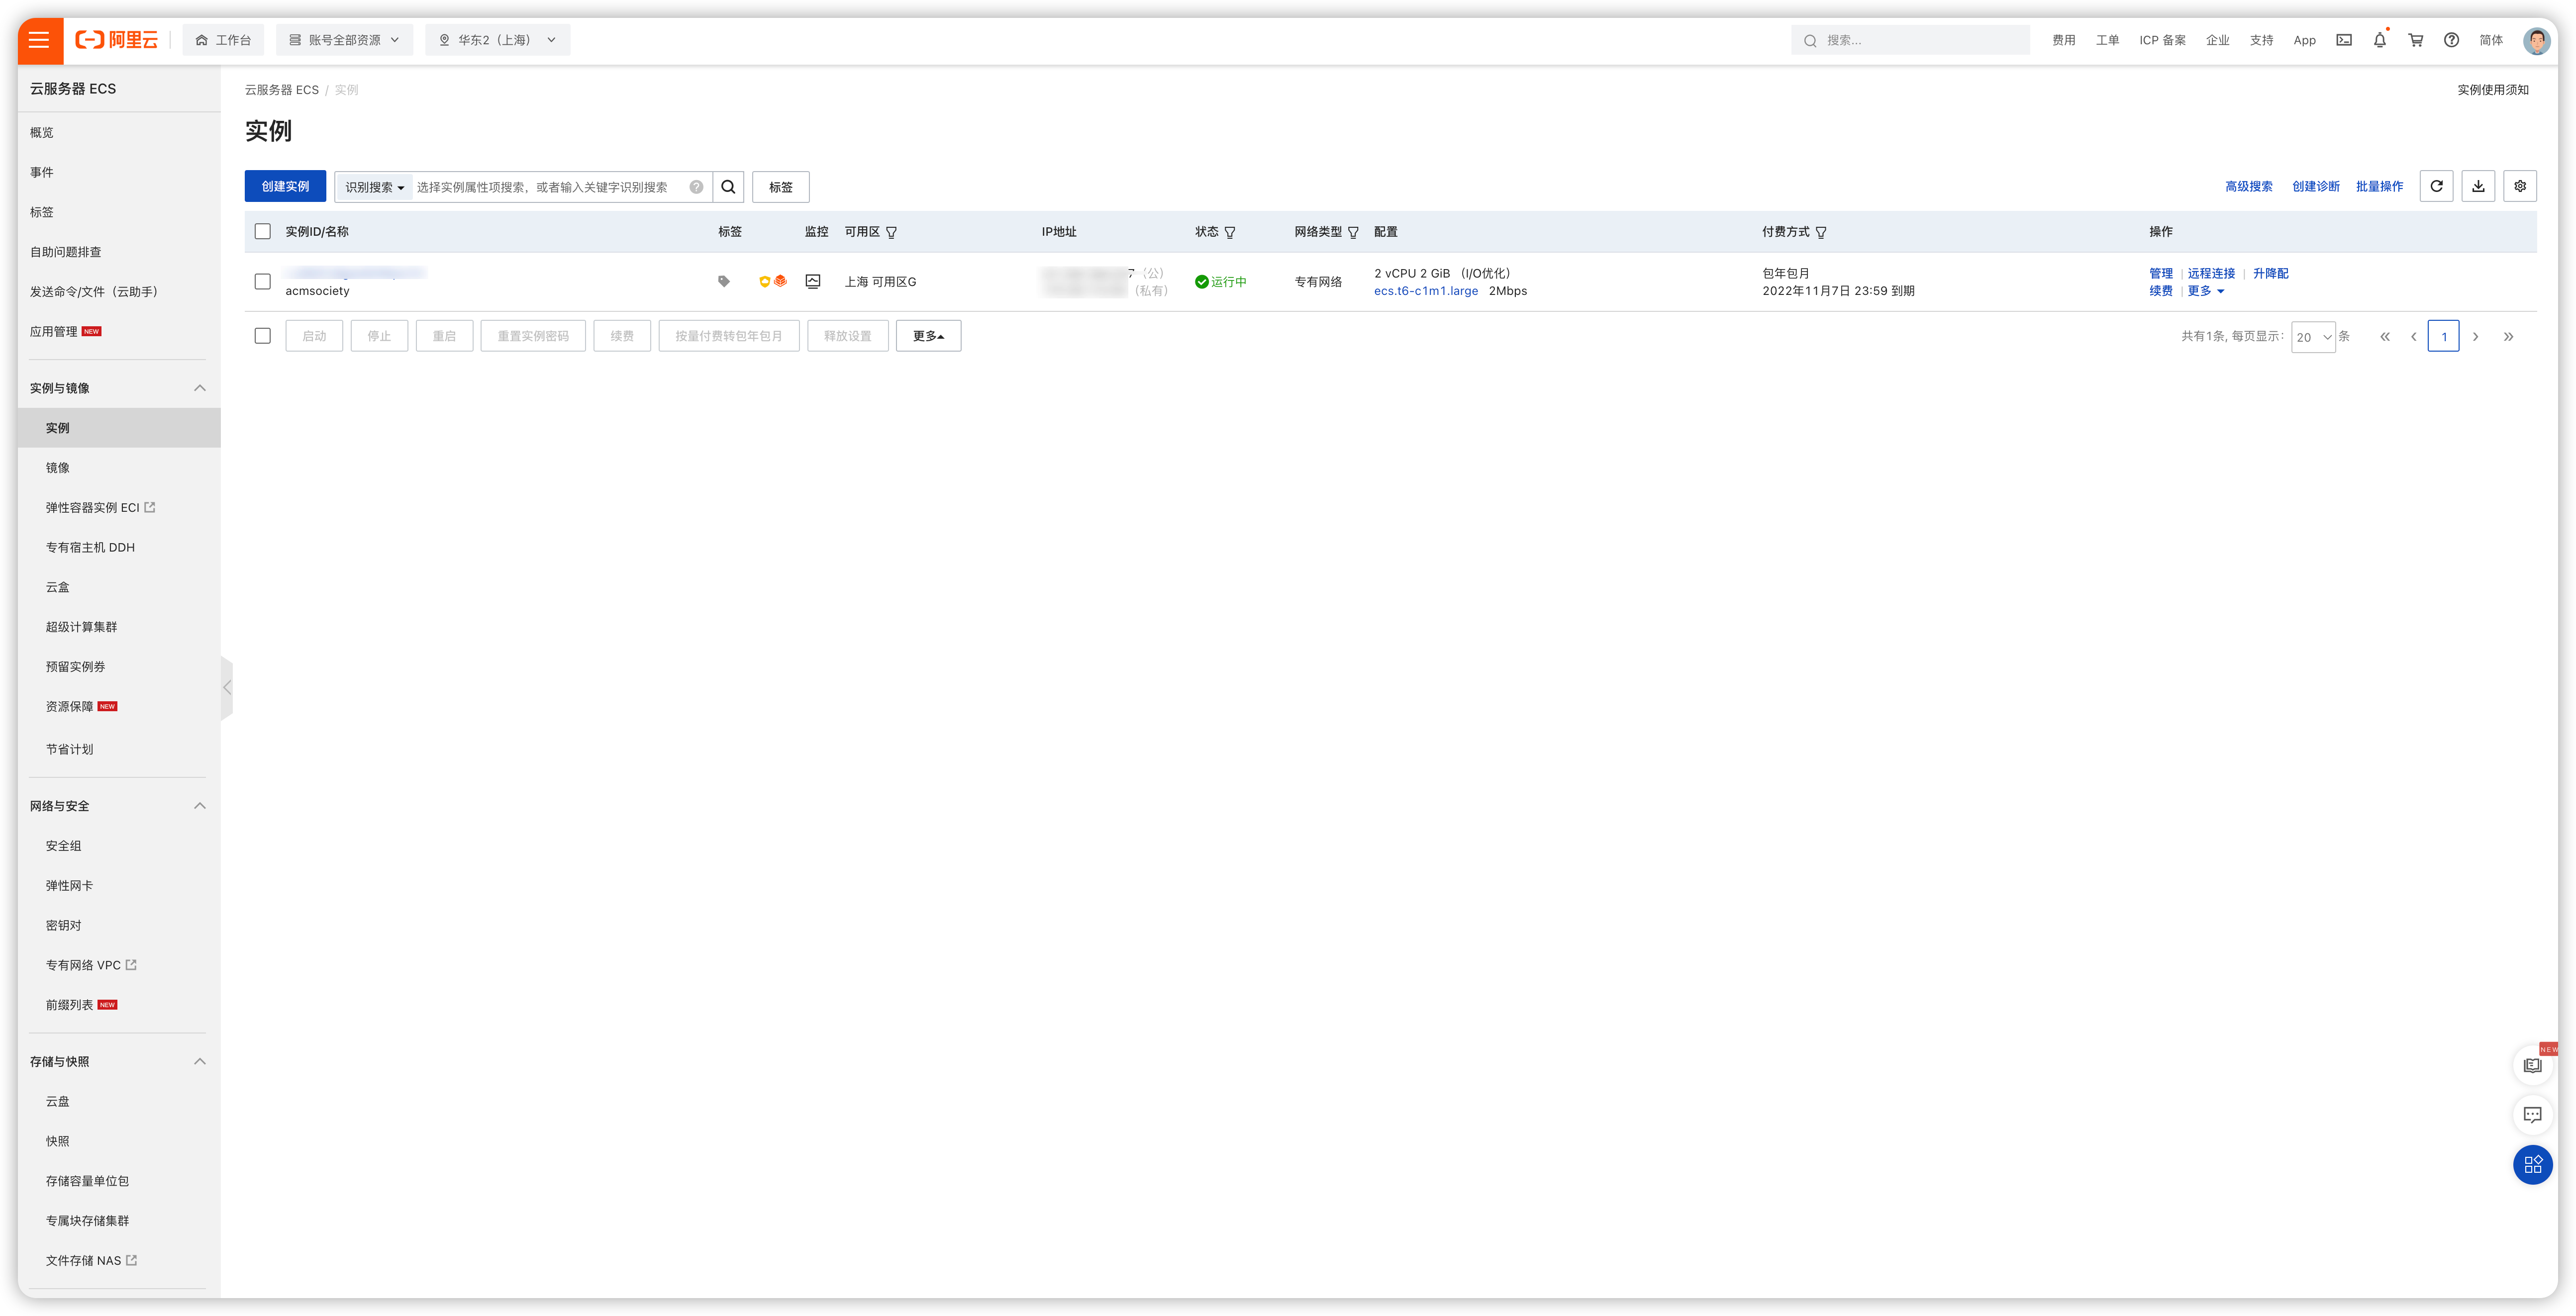 阿里云
工作台
账号全部资源
华东2（上海）
搜索...
费用
工单
ICP 备案
企业
支持
App
简体
云服务器 ECS
概览
事件
标签
自助问题排查
发送命令/文件（云助手）
应用管理 NEW
实例与镜像
实例
镜像
弹性容器实例 ECI
专有宿主机 DDH
云盒
超级计算集群
预留实例券
资源保障 NEW
节省计划
网络与安全
安全组
弹性网卡
密钥对
专有网络 VPC
前缀列表 NEW
存储与快照
云盘
快照
存储容量单位包
专属块存储集群
文件存储 NAS
云服务器 ECS / 实例
实例使用须知
实例
创建实例
识别搜索
选择实例属性项搜索，或者输入关键字识别搜索
标签
高级搜索
创建诊断
批量操作
实例ID/名称
标签
监控
可用区
IP地址
状态
网络类型
配置
付费方式
操作
acmsociety
上海 可用区G
7（公）
（私有）
运行中
专有网络
2 vCPU 2 GiB （I/O优化）
ecs.t6-c1m1.large 2Mbps
包年包月
2022年11月7日 23:59 到期
管理 | 远程连接 | 升降配
续费 | 更多
启动
停止
重启
重置实例密码
续费
按量付费转包年包月
释放设置
更多
共有1条, 每页显示: 20 条
1
NEW